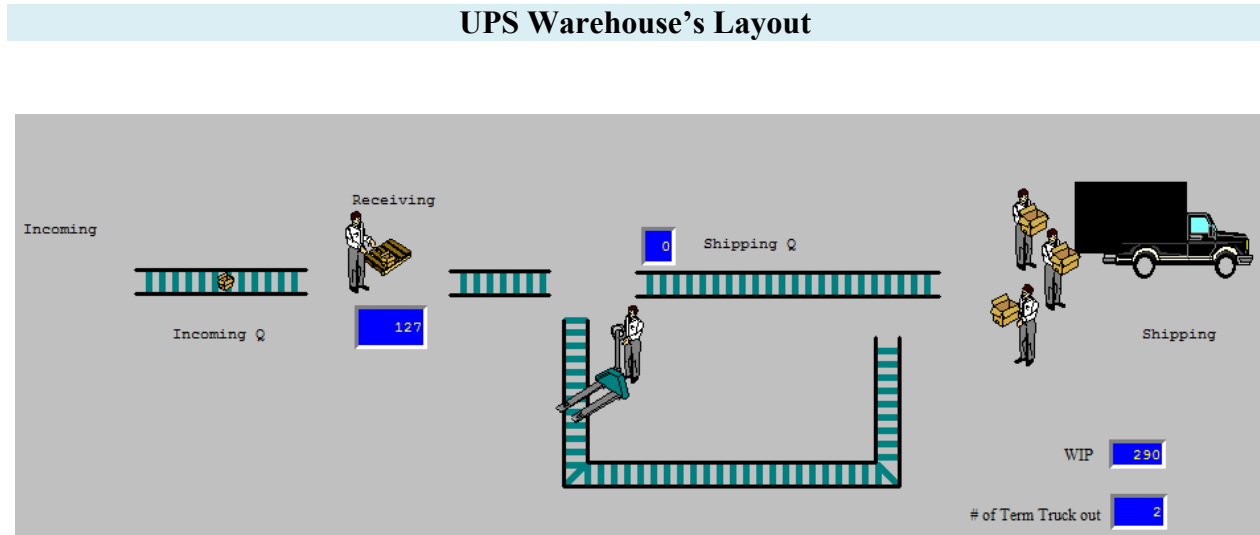 UPS Warehouse's Layout
Receiving
Incoming
0
Shipping Q
Incoming Q
127
Shipping
WIP
290
# of Term Truck out
2